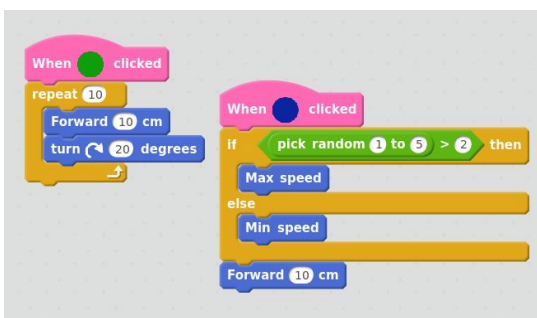 When clicked
repeat 10
Forward 10 cm
turn 20 degrees
When clicked
if pick random 1 to 5 > 2 then
Max speed
else
Min speed
Forward 10 cm